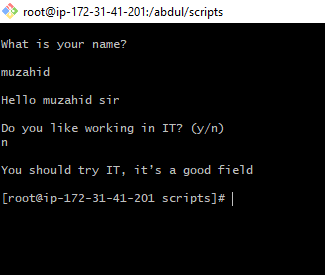 root@ip-172-31-41-201:/abdul/scripts
What is your name?
muzahid
Hello muzahid sir
Do you like working in IT? (y/n)
n
You should try IT, it's a good field
[root@ip-172-31-41-201 scripts]#